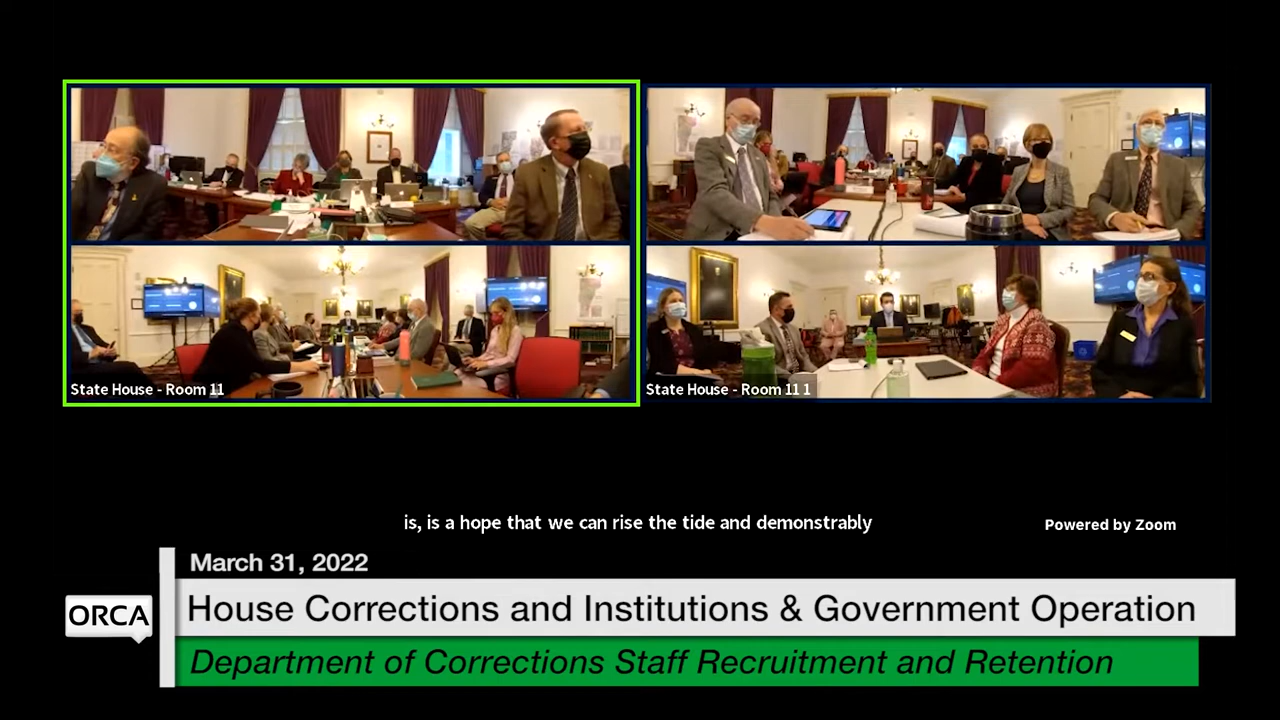 State House - Room 11
State House - Room 11 1
is, is a hope that we can rise the tide and demonstrably
Powered by Zoom
March 31, 2022
ORCA
House Corrections and Institutions & Government Operation
Department of Corrections Staff Recruitment and Retention